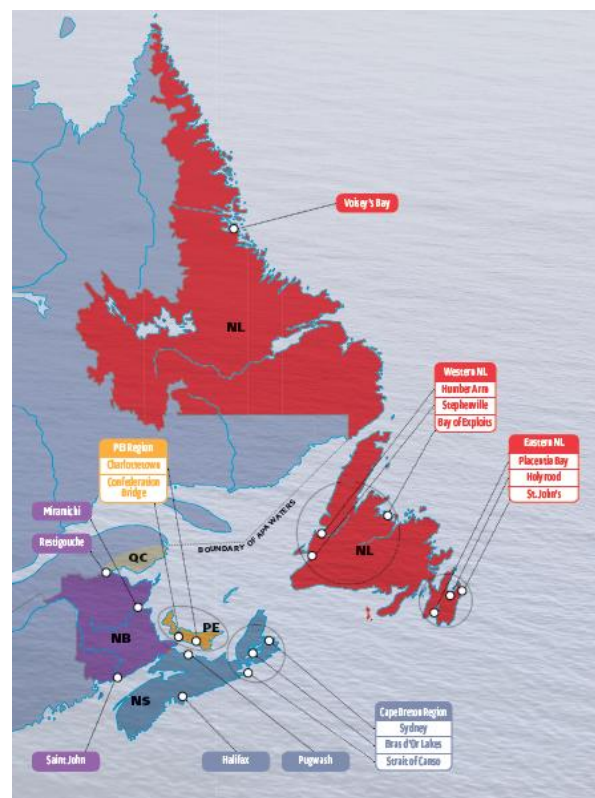 Voisey's Bay
NL
Western NL
Humber Arm
Stephenville
Bay of Exploits
Eastern NL
Placentia Bay
Holyrood
St. John's
PEI Region
Charlottetown
Confederation
Bridge
Miramichi
Restigouche
BOUNDARY OF APA WATERS
QC
NL
PE
NB
NS
Cape Breton Region
Sydney
Bras d'Or Lakes
Strait of Canso
Saint John
Halifax
Pugwash